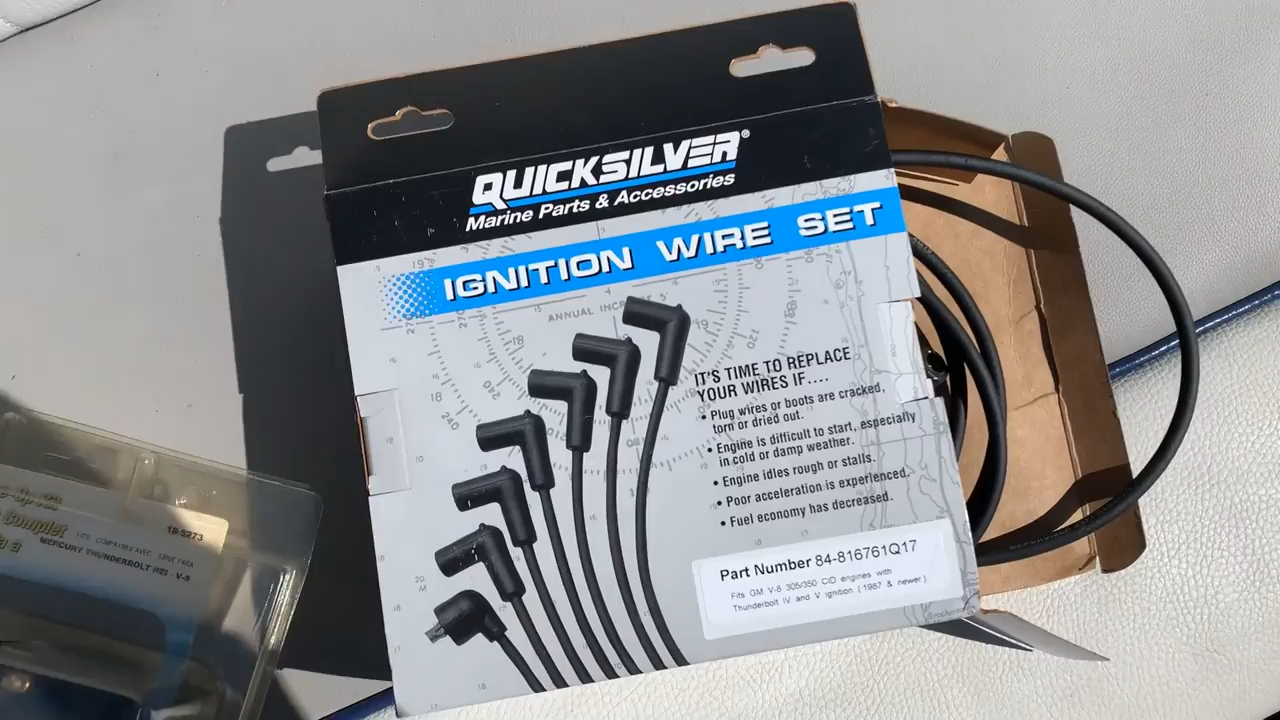 QUICKSILVER®
Marine Parts & Accessories
IGNITION WIRE SET
ANNUAL INCRE
IT'S TIME TO REPLACE
YOUR WIRES IF....
• Plug wires or boots are cracked,
torn or dried out.
• Engine is difficult to start, especially
in cold or damp weather.
• Engine idles rough or stalls.
• Poor acceleration is experienced.
• Fuel economy has decreased.
Part Number 84-816761Q17
Fits GM V-8 305/350 CID engines with
Thunderbolt IV and V ignition (1987 & newer)
Complet
18-5273
MERCURY THUNDERBOLT HEI - V-8